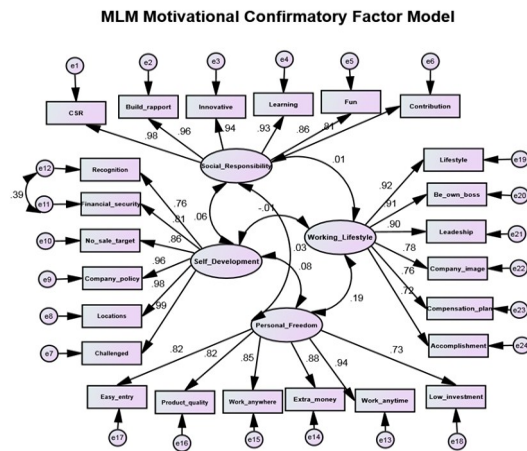 MLM Motivational Confirmatory Factor Model
e1
e2
e3
e4
e5
e6
CSR
Build_rapport
Innovative
Learning
Fun
Contribution
.98
.96
.94
.93
.86
.81
Social_Responsibility
.01
e12
Recognition
Lifestyle
e19
.39
e11
Financial_security
.76
.92
Be_own_boss
e20
.81
.06
-.01
.91
e10
No_sale_target
.86
.90
Leadeship
e21
Working_Lifestyle
.03
.78
Self_Development
e9
Company_policy
.96
.08
.76
Company_image
e22
.98
.72
e8
Locations
.99
.19
Compensation_plan
e23
Personal_Freedom
e7
Challenged
Accomplishment
e24
.82
.82
.85
.88
.94
.73
Easy_entry
Product_quality
Work_anywhere
Extra_money
Work_anytime
Low_investment
e17
e16
e15
e14
e13
e18